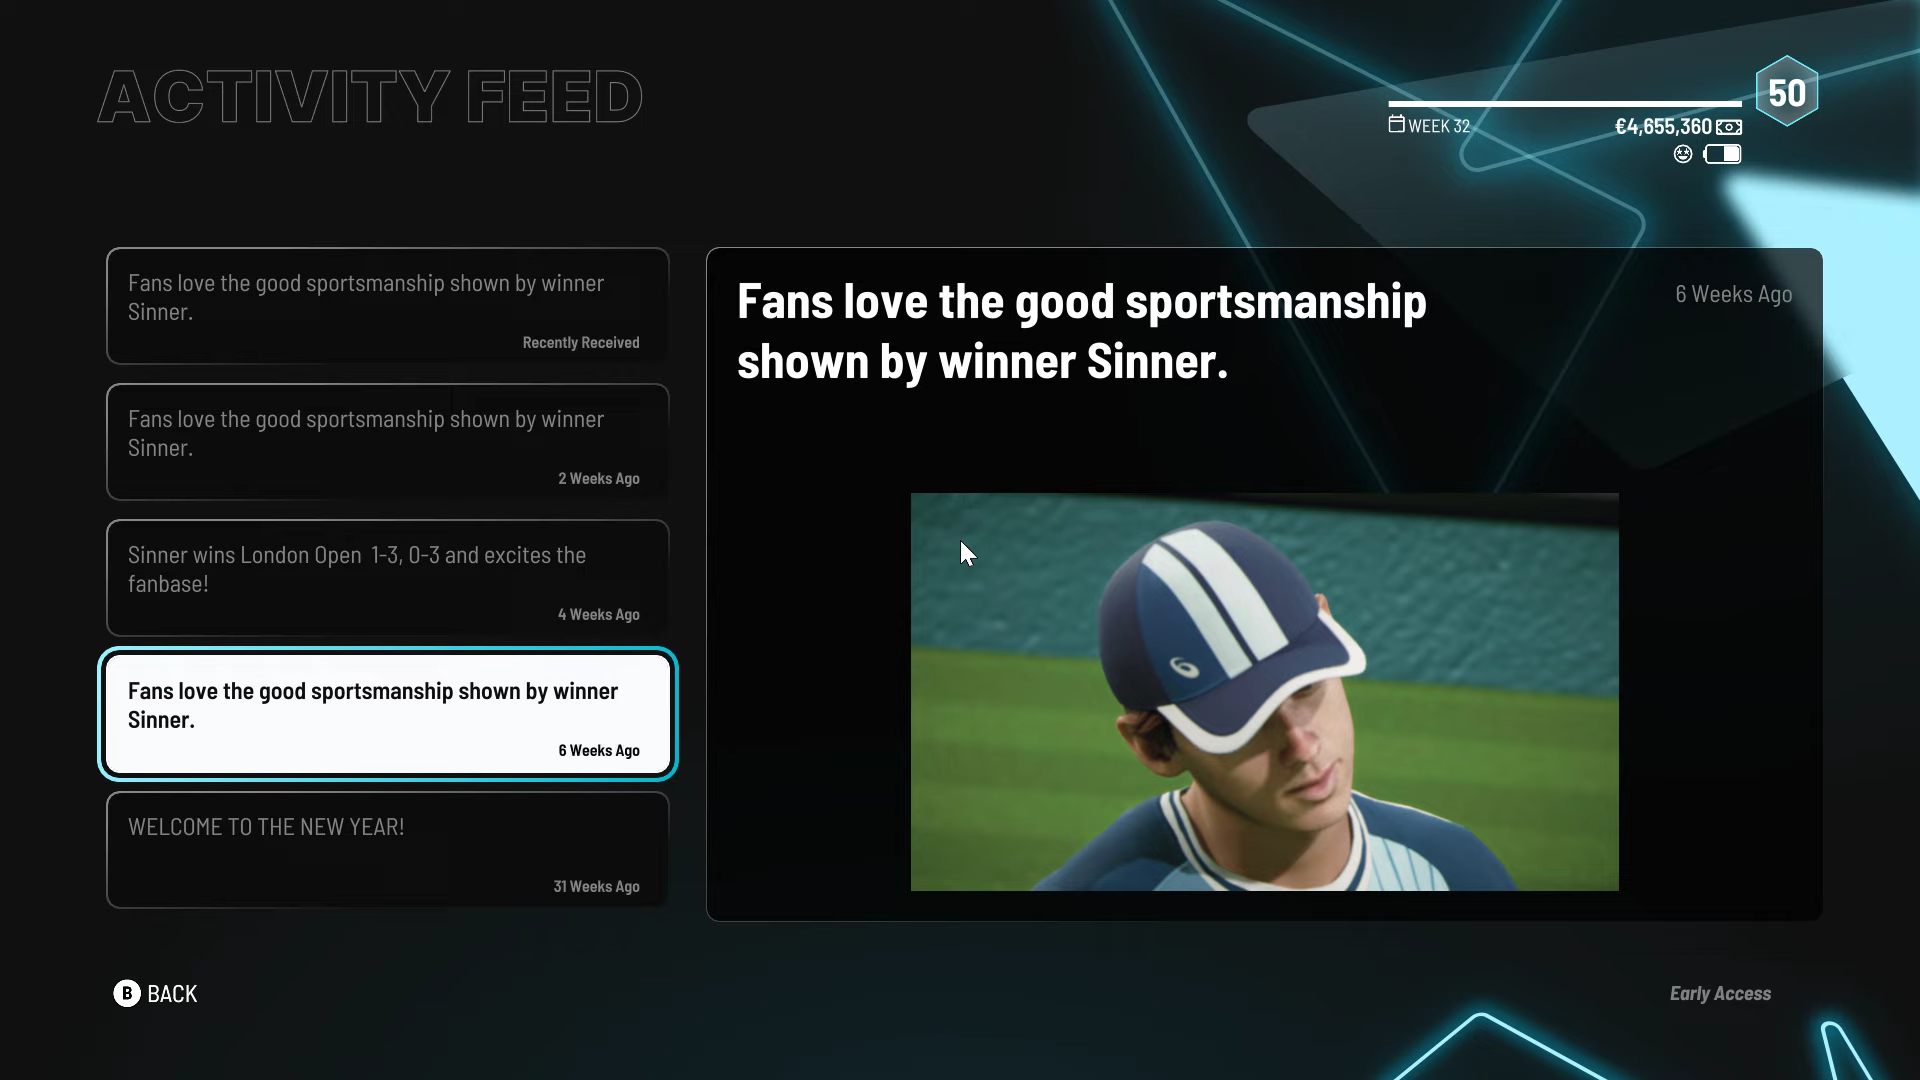 ACTIVITY FEED
50
WEEK 32
€4,655,360
Fans love the good sportsmanship shown by winner
Sinner.
Recently Received
Fans love the good sportsmanship shown by winner
Sinner.
2 Weeks Ago
Sinner wins London Open  1-3, 0-3 and excites the
fanbase!
4 Weeks Ago
Fans love the good sportsmanship shown by winner
Sinner.
6 Weeks Ago
WELCOME TO THE NEW YEAR!
31 Weeks Ago
Fans love the good sportsmanship
shown by winner Sinner.
6 Weeks Ago
B BACK
Early Access